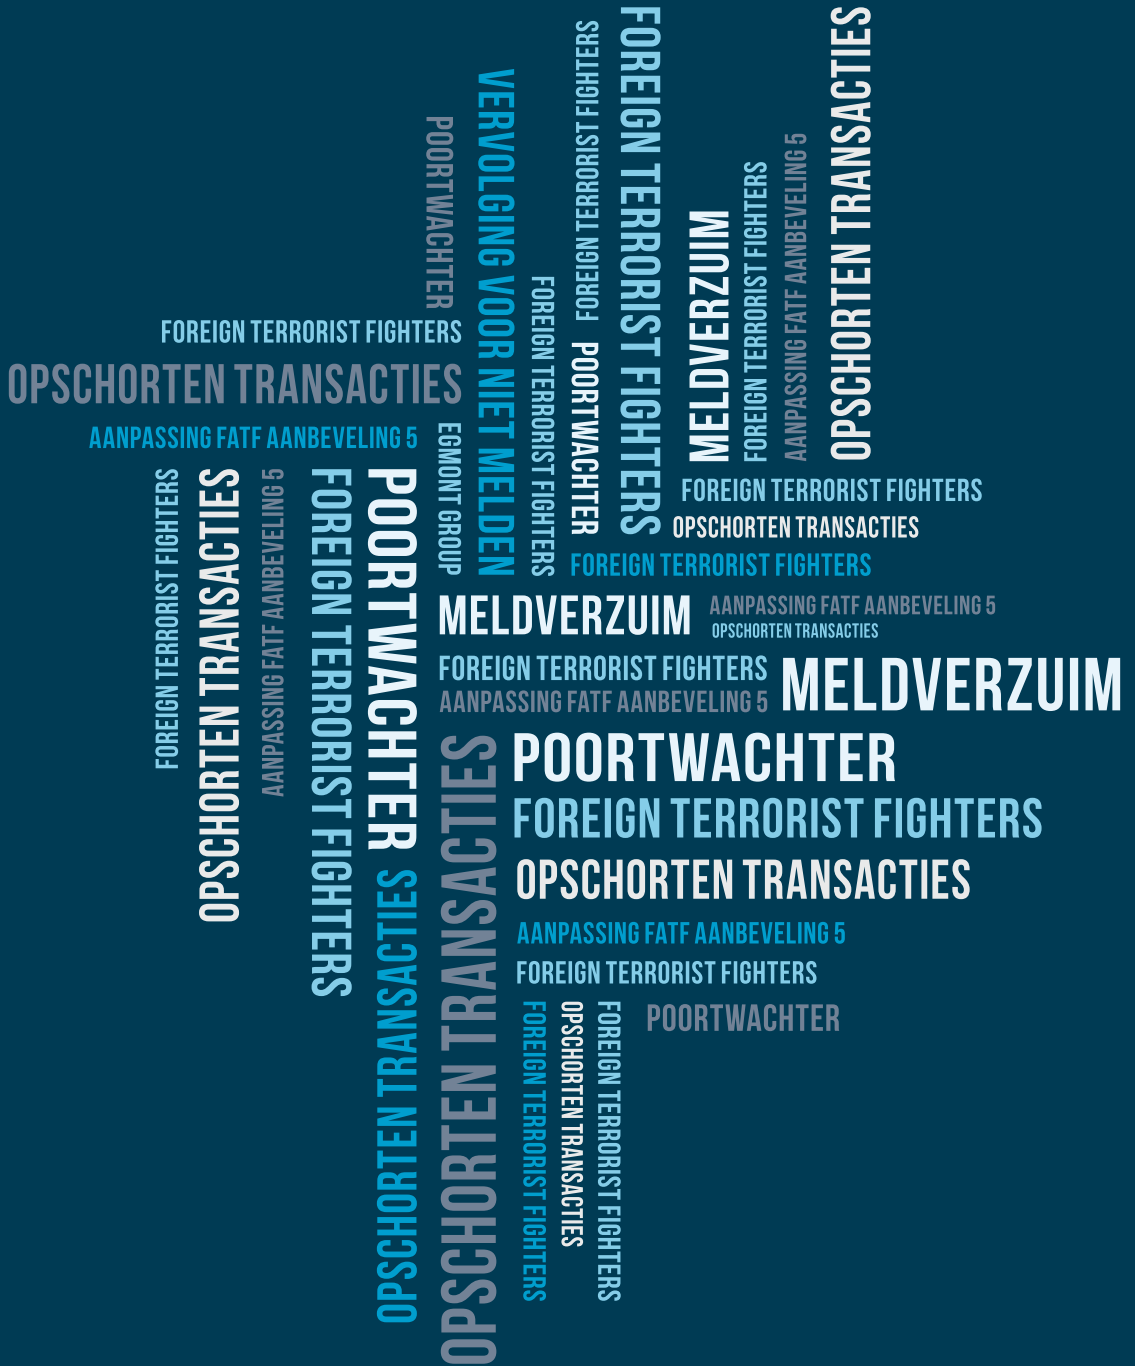 FOREIGN TERRORIST FIGHTERS
OPSCHORTEN TRANSACTIES
FOREIGN TERRORIST FIGHTERS
VERVOLGING VOOR NIET MELDEN
POORTWACHTER
AANPASSING FATF AANBEVELING 5
FOREIGN TERRORIST FIGHTERS
MELDVERZUIM
FOREIGN TERRORIST FIGHTERS
FOREIGN TERRORIST FIGHTERS
POORTWACHTER
OPSCHORTEN TRANSACTIES
AANPASSING FATF AANBEVELING 5
EGMONT GROUP
FOREIGN TERRORIST FIGHTERS
OPSCHORTEN TRANSACTIES
AANPASSING FATF AANBEVELING 5
FOREIGN TERRORIST FIGHTERS
POORTWACHTER
FOREIGN TERRORIST FIGHTERS
OPSCHORTEN TRANSACTIES
FOREIGN TERRORIST FIGHTERS
MELDVERZUIM
AANPASSING FATF AANBEVELING 5
OPSCHORTEN TRANSACTIES
FOREIGN TERRORIST FIGHTERS
MELDVERZUIM
AANPASSING FATF AANBEVELING 5
OPSCHORTEN TRANSACTIES
POORTWACHTER
FOREIGN TERRORIST FIGHTERS
OPSCHORTEN TRANSACTIES
OPSCHORTEN TRANSACTIES
AANPASSING FATF AANBEVELING 5
FOREIGN TERRORIST FIGHTERS
FOREIGN TERRORIST FIGHTERS
OPSCHORTEN TRANSACTIES
FOREIGN TERRORIST FIGHTERS
POORTWACHTER